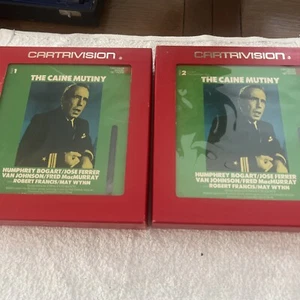 CARTRIVISION
1
THE CAINE MUTINY
HUMPHREY BOGART/JOSE FERRER
VAN JOHNSON/FRED MacMURRAY
ROBERT FRANCIS/MAY WYNN
CARTRIVISION
2
THE CAINE MUTINY
HUMPHREY BOGART/JOSE FERRER
VAN JOHNSON/FRED MacMURRAY
ROBERT FRANCIS/MAY WYNN